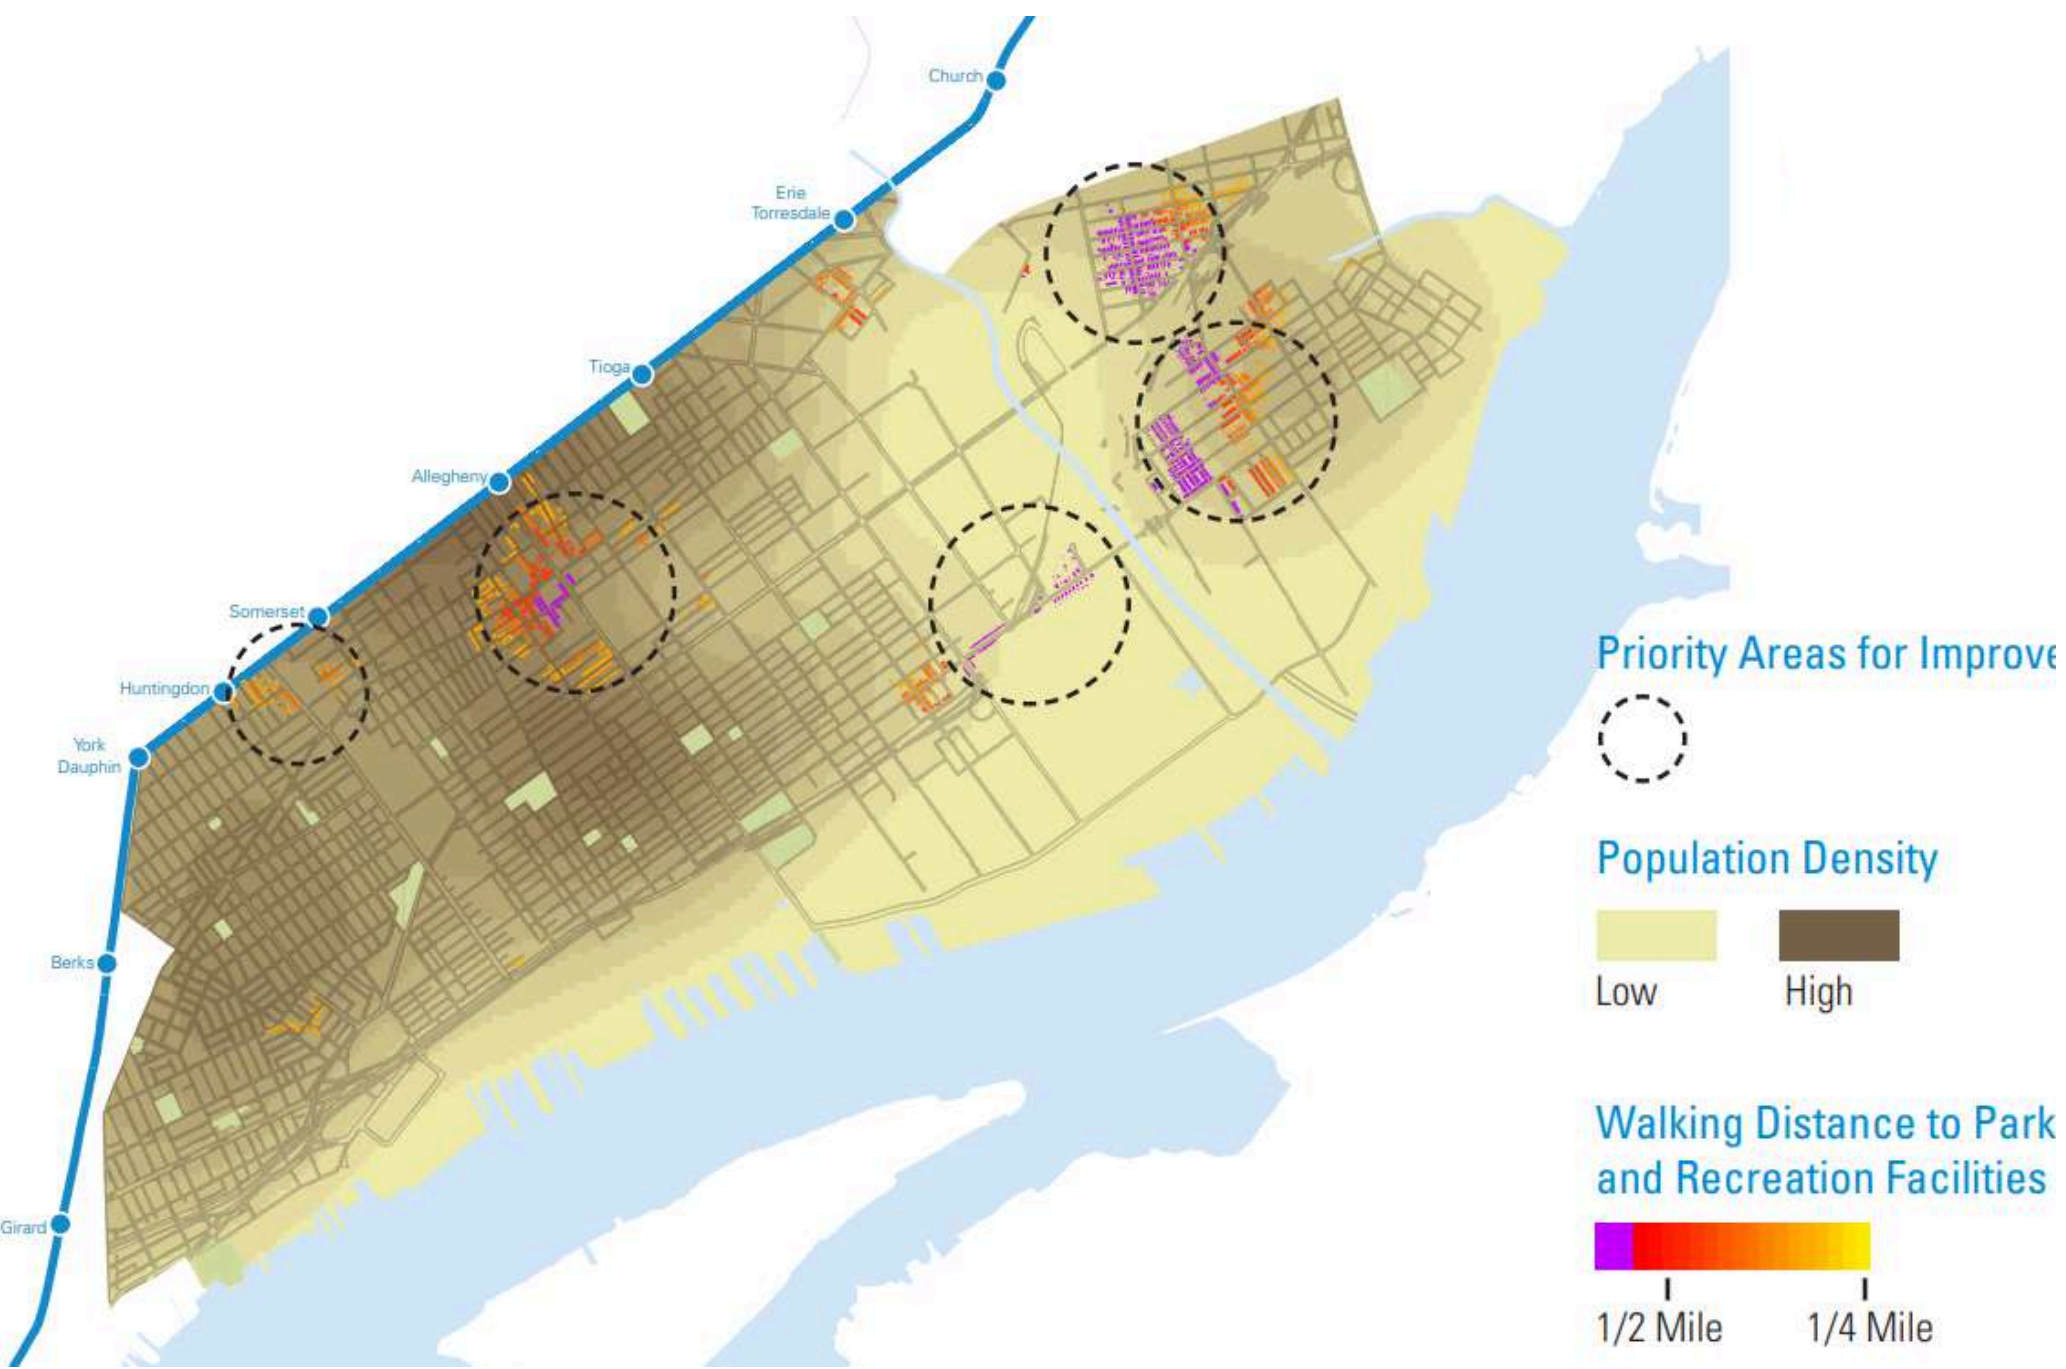 Church
Erie
Torresdale
Tioga
Allegheny
Somerset
Huntingdon
York
Dauphin
Berks
Girard
Priority Areas for Improve
Population Density
Low High
Walking Distance to Park
and Recreation Facilities
1/2 Mile 1/4 Mile